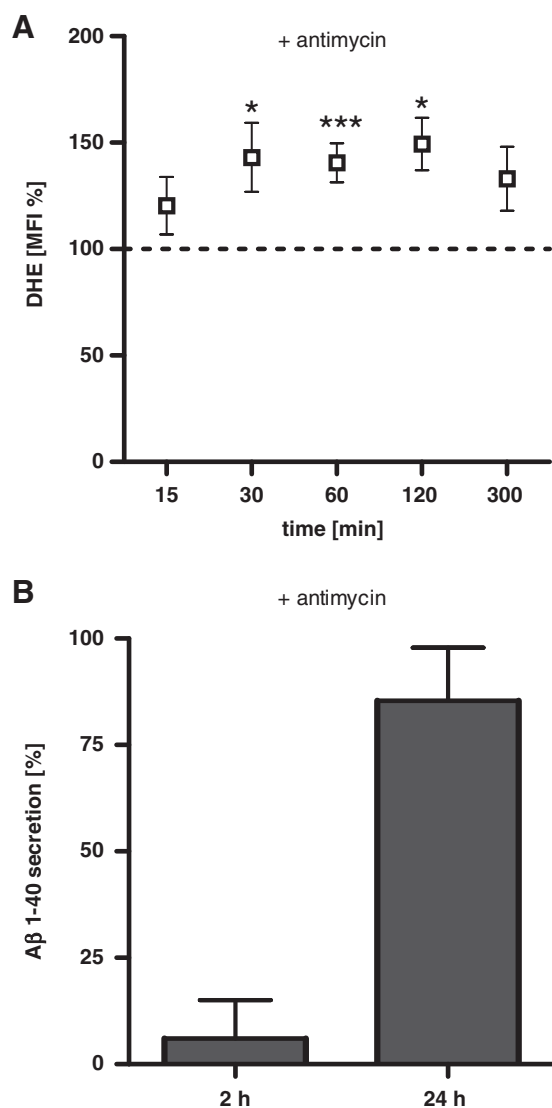 A
+ antimycin
200
* *** *
150
100
50
0
DHE [MFI %]
15 30 60 120 300
time [min]
B
+ antimycin
100
75
50
25
0
Aβ 1-40 secretion [%]
2 h 24 h